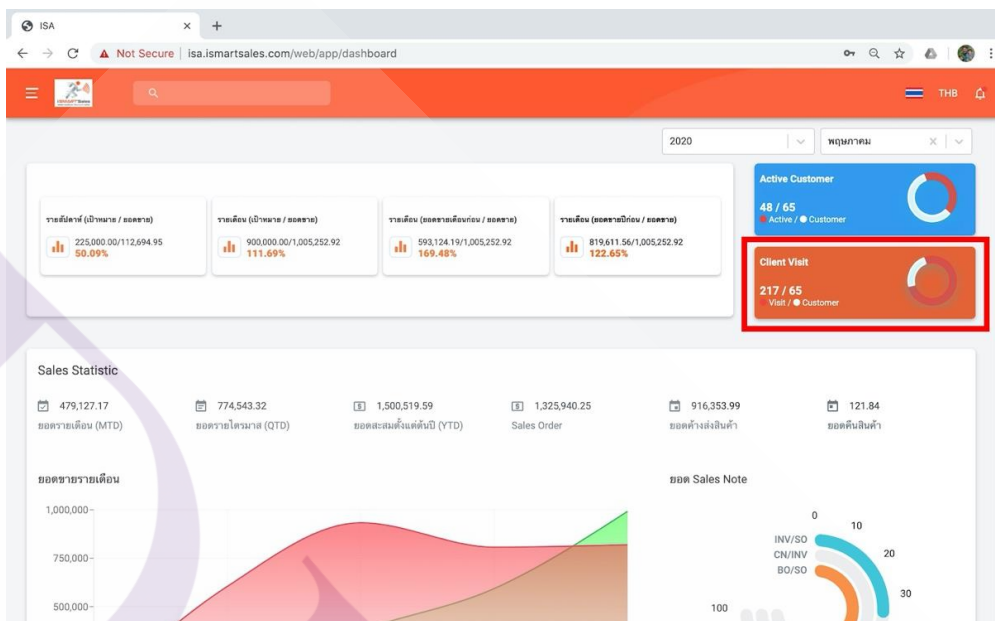 ISA
Not Secure
isa.ismartsales.com/web/app/dashboard
THB
2020
พฤษภาคม
รายสัปดาห์ (เป้าหมาย / ยอดขาย)
225,000.00/112,694.95
50.09%
รายเดือน (เป้าหมาย / ยอดขาย)
900,000.00/1,005,252.92
111.69%
รายเดือน (ยอดขายเดือนก่อน / ยอดขาย)
593,124.19/1,005,252.92
169.48%
รายเดือน (ยอดขายปีก่อน / ยอดขาย)
819,611.56/1,005,252.92
122.65%
Active Customer
48 / 65
Active / Customer
Client Visit
217 / 65
Visit / Customer
Sales Statistic
479,127.17
ยอดรายเดือน (MTD)
774,543.32
ยอดรายไตรมาส (QTD)
1,500,519.59
ยอดสะสมตั้งแต่ต้นปี (YTD)
1,325,940.25
Sales Order
916,353.99
ยอดค้างส่งสินค้า
121.84
ยอดคืนสินค้า
ยอดขายรายเดือน
1,000,000
750,000
500,000
ยอด Sales Note
0
10
20
30
100
INV/SO
CN/INV
BO/SO